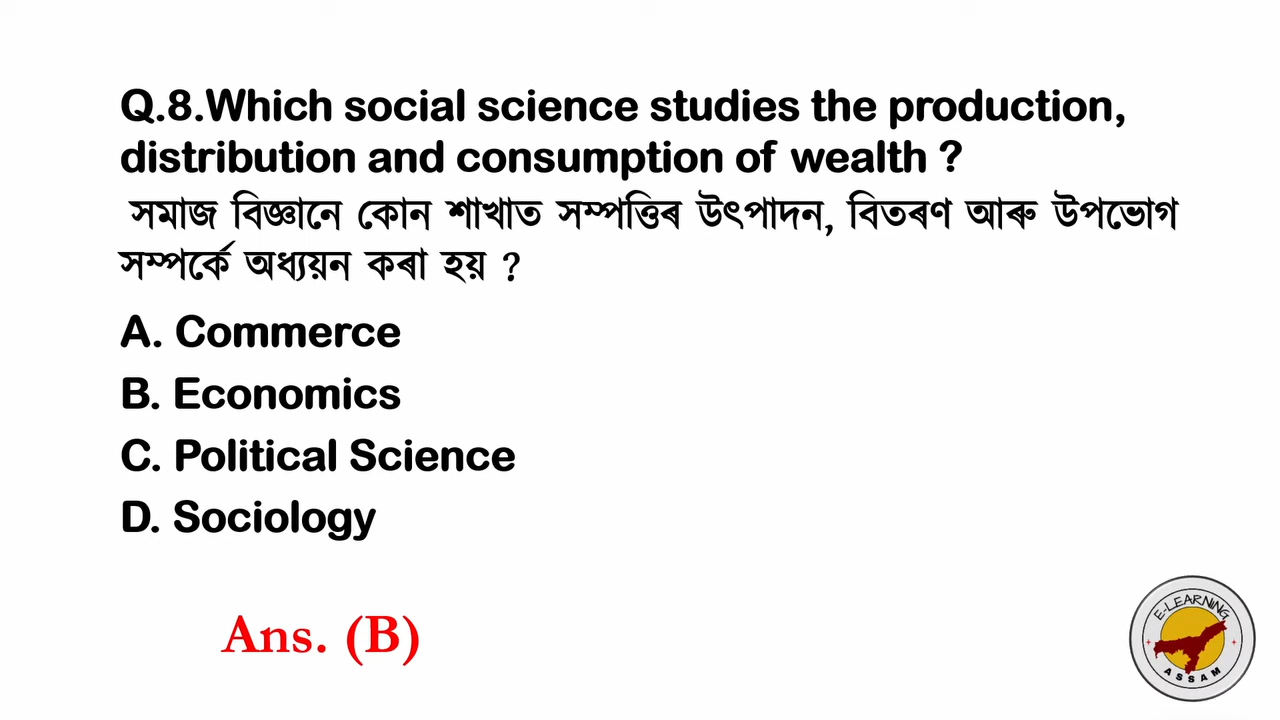 Q.8.Which social science studies the production,
distribution and consumption of wealth ?
সমাজ বিজ্ঞানে কোন শাখাত সম্পত্তিৰ উৎপাদন, বিতৰণ আৰু উপভোগ
সম্পৰ্কে অধ্যয়ন কৰা হয় ?
A. Commerce
B. Economics
C. Political Science
D. Sociology
Ans. (B)
E-LEARNING
ASSAM